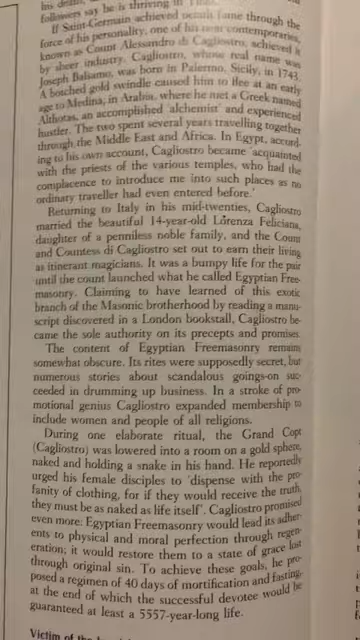 his death,
followers say he is thriving in
If Saint-Germain achieved occult fame through the
force of his personality, one of his contemporaries,
known as Count Alessandro di Cagliostro, achieved it
by sheer industry. Cagliostro, whose real name was
Joseph Balsamo, was born in Palermo, Sicily, in 1743.
A botched gold swindle caused him to flee at an early
age to Medina, in Arabia, where he met a Greek named
Althotas, an accomplished 'alchemist' and experienced
hustler. The two spent several years travelling together
through the Middle East and Africa. In Egypt, accord-
ing to his own account, Cagliostro became 'acquainted
with the priests of the various temples, who had the
complacence to introduce me into such places as no
ordinary traveller had even entered before.'
Returning to Italy in his mid-twenties, Cagliostro
married the beautiful 14-year-old Lorenza Feliciana,
daughter of a penniless noble family, and the Count
and Countess di Cagliostro set out to earn their living
as itinerant magicians. It was a bumpy life for the pair
until the count launched what he called Egyptian Free-
masonry. Claiming to have learned of this exotic
branch of the Masonic brotherhood by reading a manu-
script discovered in a London bookstall, Cagliostro be-
came the sole authority on its precepts and promises.
The content of Egyptian Freemasonry remains
somewhat obscure. Its rites were supposedly secret, but
numerous stories about scandalous goings-on suc-
ceeded in drumming up business. In a stroke of pro-
motional genius Cagliostro expanded membership to
include women and people of all religions.
During one elaborate ritual, the Grand Copt
(Cagliostro) was lowered into a room on a gold sphere,
naked and holding a snake in his hand. He reportedly
urged his female disciples to 'dispense with the pro-
fanity of clothing, for if they would receive the truth,
they must be as naked as life itself'. Cagliostro promised
even more: Egyptian Freemasonry would lead its adher-
ents to physical and moral perfection through regen-
eration; it would restore them to a state of grace lost
through original sin. To achieve these goals, he pro-
posed a regimen of 40 days of mortification and fasting,
at the end of which the successful devotee would be
guaranteed at least a 5557-year-long life.
Victim of the